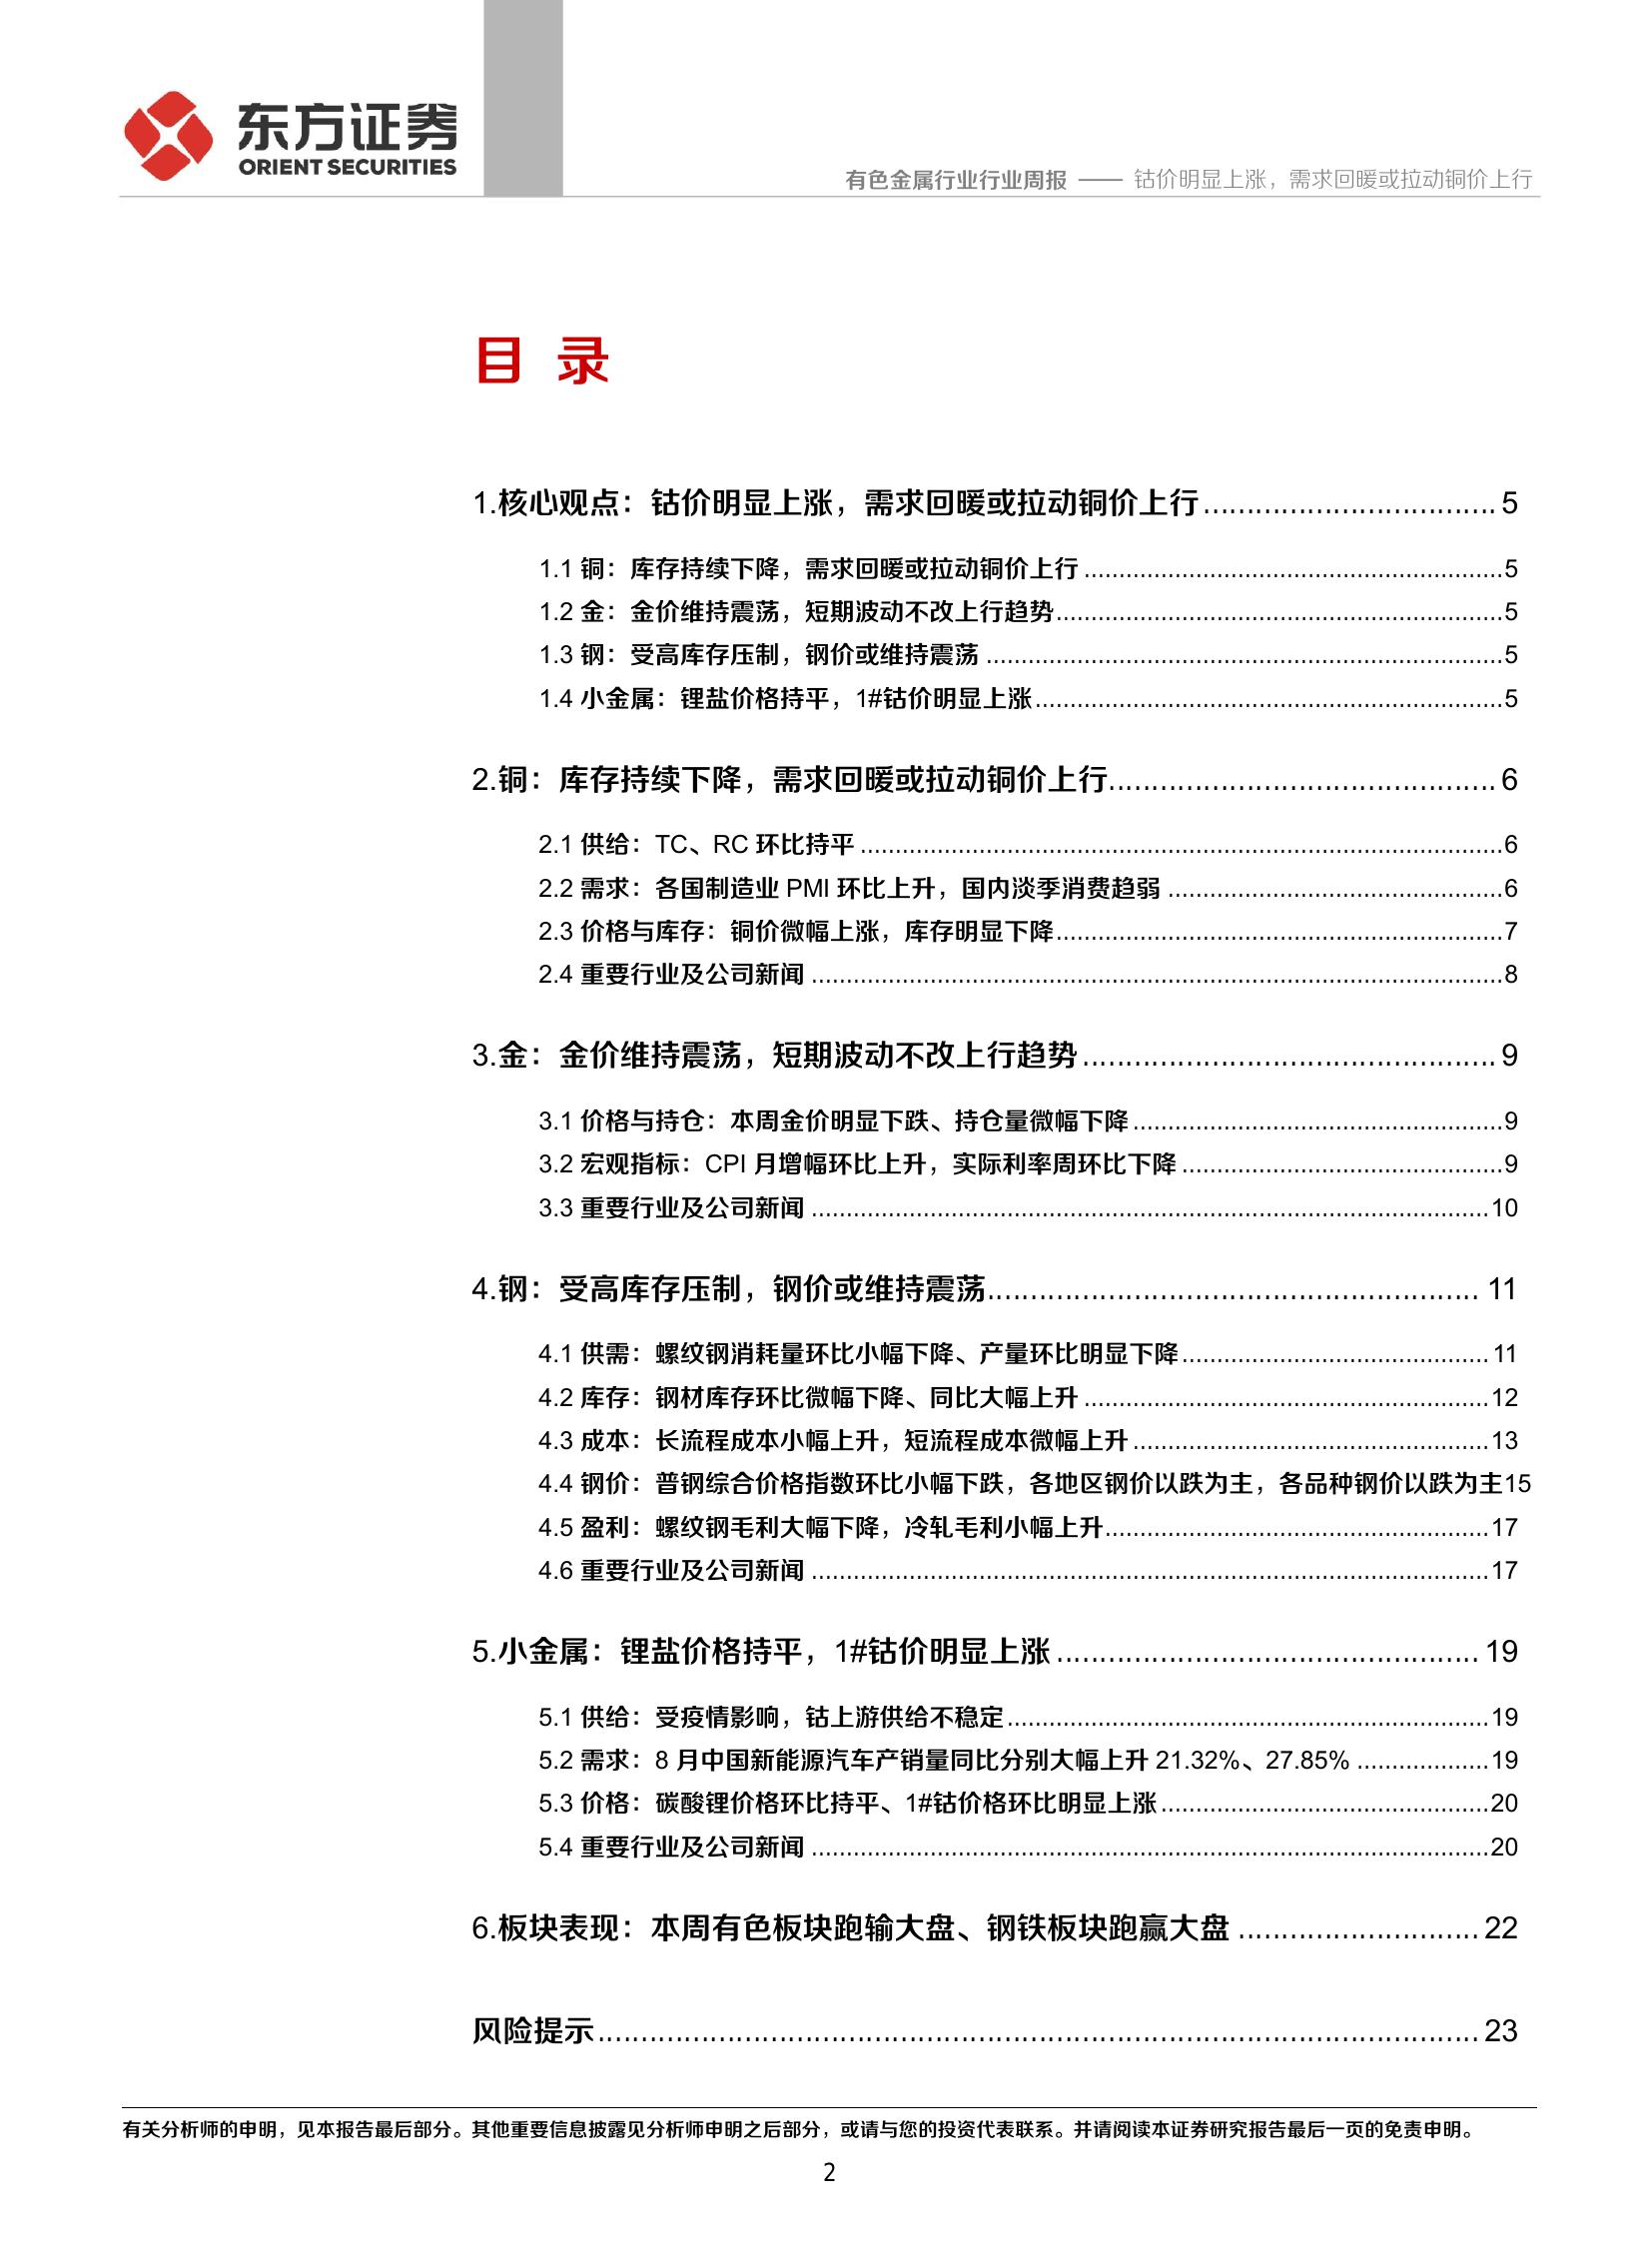 东方证券
ORIENT SECURITIES
有色金属行业行业周报 —— 钴价明显上涨，需求回暖或拉动铜价上行
目 录
1.核心观点：钴价明显上涨，需求回暖或拉动铜价上行.................................. 5
1.1 铜：库存持续下降，需求回暖或拉动铜价上行............................................................5
1.2 金：金价维持震荡，短期波动不改上行趋势................................................................5
1.3 钢：受高库存压制，钢价或维持震荡..........................................................................5
1.4 小金属：锂盐价格持平，1#钴价明显上涨...................................................................5
2.铜：库存持续下降，需求回暖或拉动铜价上行............................................. 6
2.1 供给：TC、RC 环比持平............................................................................................6
2.2 需求：各国制造业 PMI 环比上升，国内淡季消费趋弱................................................6
2.3 价格与库存：铜价微幅上涨，库存明显下降................................................................7
2.4 重要行业及公司新闻...................................................................................................8
3.金：金价维持震荡，短期波动不改上行趋势................................................ 9
3.1 价格与持仓：本周金价明显下跌、持仓量微幅下降.....................................................9
3.2 宏观指标：CPI 月增幅环比上升，实际利率周环比下降..............................................9
3.3 重要行业及公司新闻.................................................................................................10
4.钢：受高库存压制，钢价或维持震荡......................................................... 11
4.1 供需：螺纹钢消耗量环比小幅下降、产量环比明显下降............................................11
4.2 库存：钢材库存环比微幅下降、同比大幅上升..........................................................12
4.3 成本：长流程成本小幅上升，短流程成本微幅上升...................................................13
4.4 钢价：普钢综合价格指数环比小幅下跌，各地区钢价以跌为主，各品种钢价以跌为主15
4.5 盈利：螺纹钢毛利大幅下降，冷轧毛利小幅上升.......................................................17
4.6 重要行业及公司新闻.................................................................................................17
5.小金属：锂盐价格持平，1#钴价明显上涨................................................. 19
5.1 供给：受疫情影响，钴上游供给不稳定.....................................................................19
5.2 需求：8 月中国新能源汽车产销量同比分别大幅上升 21.32%、27.85%...................19
5.3 价格：碳酸锂价格环比持平、1#钴价格环比明显上涨...............................................20
5.4 重要行业及公司新闻.................................................................................................20
6.板块表现：本周有色板块跑输大盘、钢铁板块跑赢大盘............................ 22
风险提示....................................................................................................... 23
有关分析师的申明，见本报告最后部分。其他重要信息披露见分析师申明之后部分，或请与您的投资代表联系。并请阅读本证券研究报告最后一页的免责申明。
2